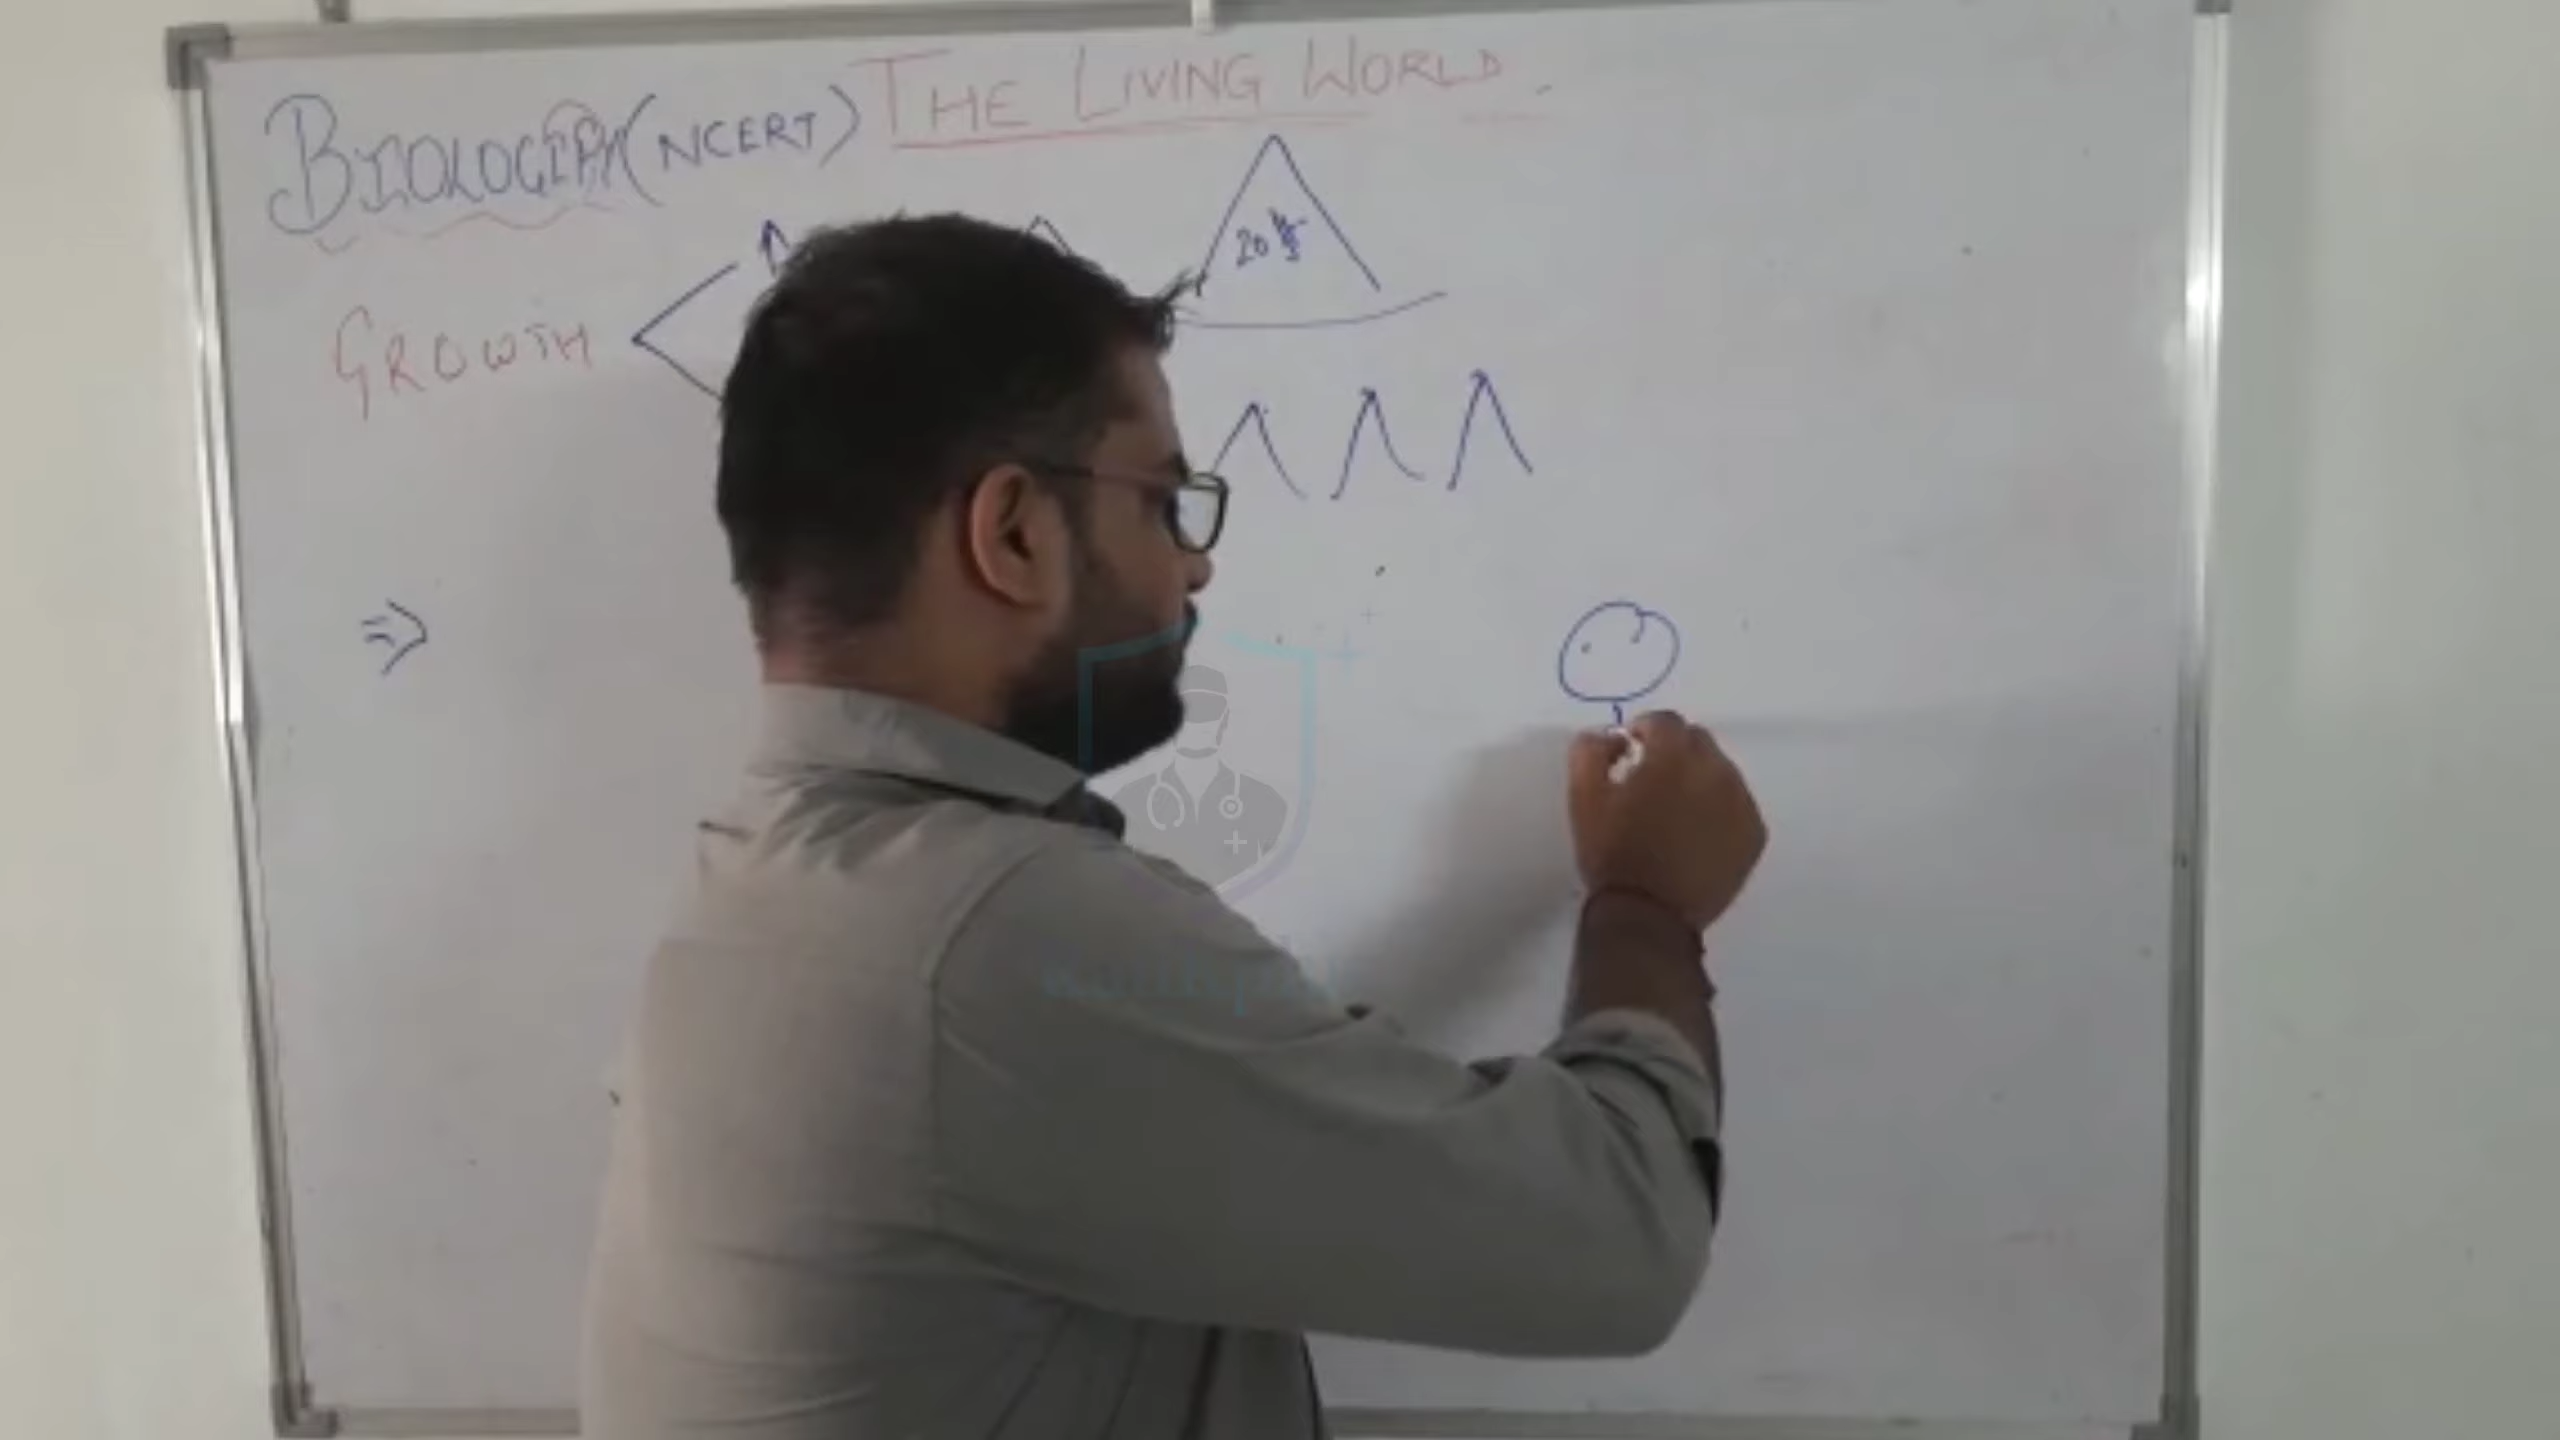 THE LIVING WORLD.
BIOLOGY (NCERT)
20
GROWTH
⇒